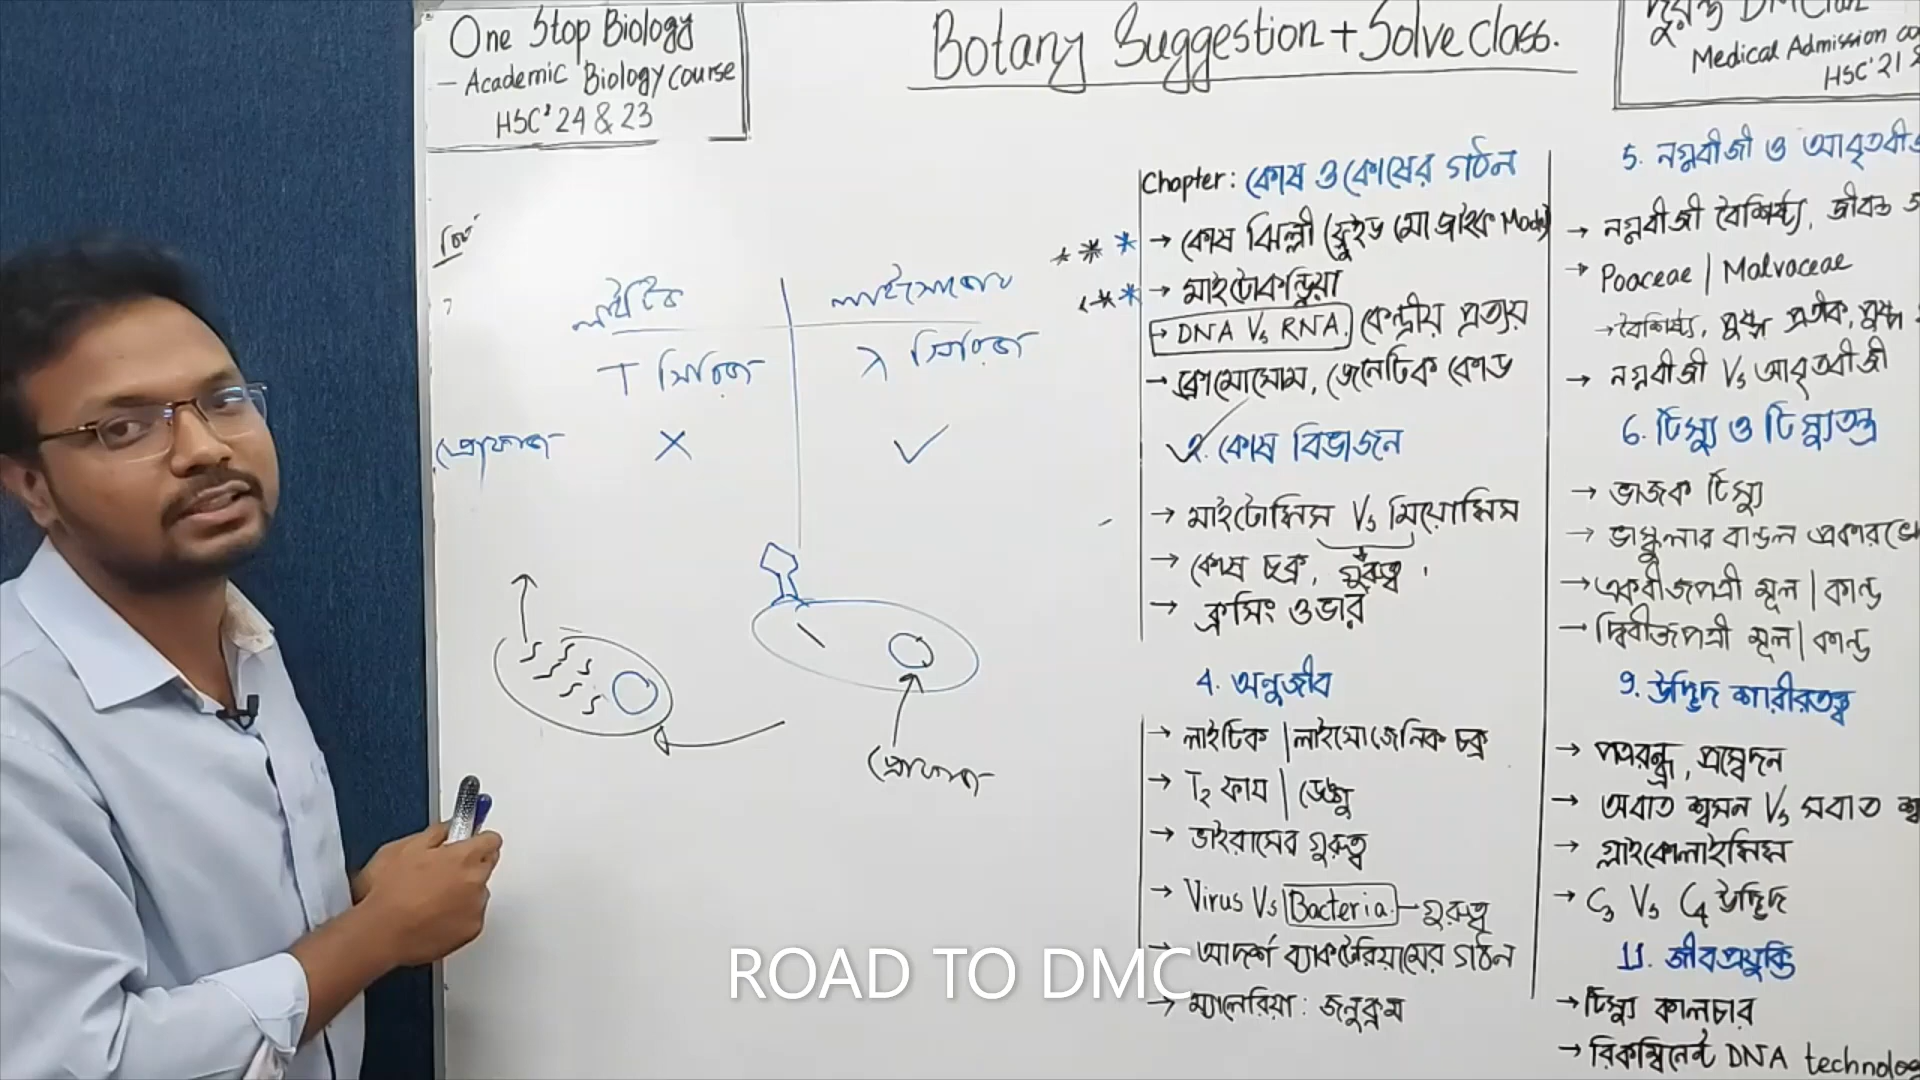 One Stop Biology
- Academic Biology course
HSC'24 & 23
Botany Suggestion + Solve class.
দুরন্ত DMCian
Medical Admission
HSC'21
লাইটিক
লাইসোজেনিক
T সিরিজ
λ সিরিজ
প্রোফাজ
প্রোফাজ
Chapter: কোষ ও কোষের গঠন
→ কোষ ঝিল্লী (ফ্লুইড মোজাইক Model)
→ মাইটোকন্ড্রিয়া
→ DNA Vs RNA. কেন্দ্রীয় প্রত্যয়
→ ক্রোমোসোম, জেনেটিক কোড
২. কোষ বিভাজন
→ মাইটোসিস Vs মিয়োসিস
→ কোষ চক্র, গুরুত্ব
→ ক্রসিং ওভার
4. অনুজীব
→ লাইটিক | লাইসোজেনিক চক্র
→ T2 ফায | ডেঙ্গু
→ ভাইরাসের গুরুত্ব
→ Virus Vs Bacteria - গুরুত্ব
→ আদর্শ ব্যাকটেরিয়ামের গঠন
→ ম্যালেরিয়া: জনুক্রম
5. নগ্নবীজী ও আবৃতবীজী
→ নগ্নবীজী বৈশিষ্ট্য, জীবন্ত
→ Poaceae | Malvaceae
→ বৈশিষ্ট্য, পুষ্প প্রতীক, পুষ্প
→ নগ্নবীজী Vs আবৃতবীজী
6. টিস্যু ও টিস্যুতন্ত্র
→ ভাজক টিস্যু
→ ভাস্কুলার বান্ডল প্রকারভেদ
→ একবীজপত্রী মূল | কান্ড
→ দ্বিবীজপত্রী মূল | কান্ড
9. উদ্ভিদ শারীরতত্ত্ব
→ পত্ররন্ধ্র, প্রস্বেদন
→ অবাত শ্বসন Vs সবাত
→ গ্লাইকোলাইসিস
→ C3 Vs C4 উদ্ভিদ
11. জীবপ্রযুক্তি
→ টিস্যু কালচার
→ রিকম্বিনেন্ট DNA technology
ROAD TO DMC